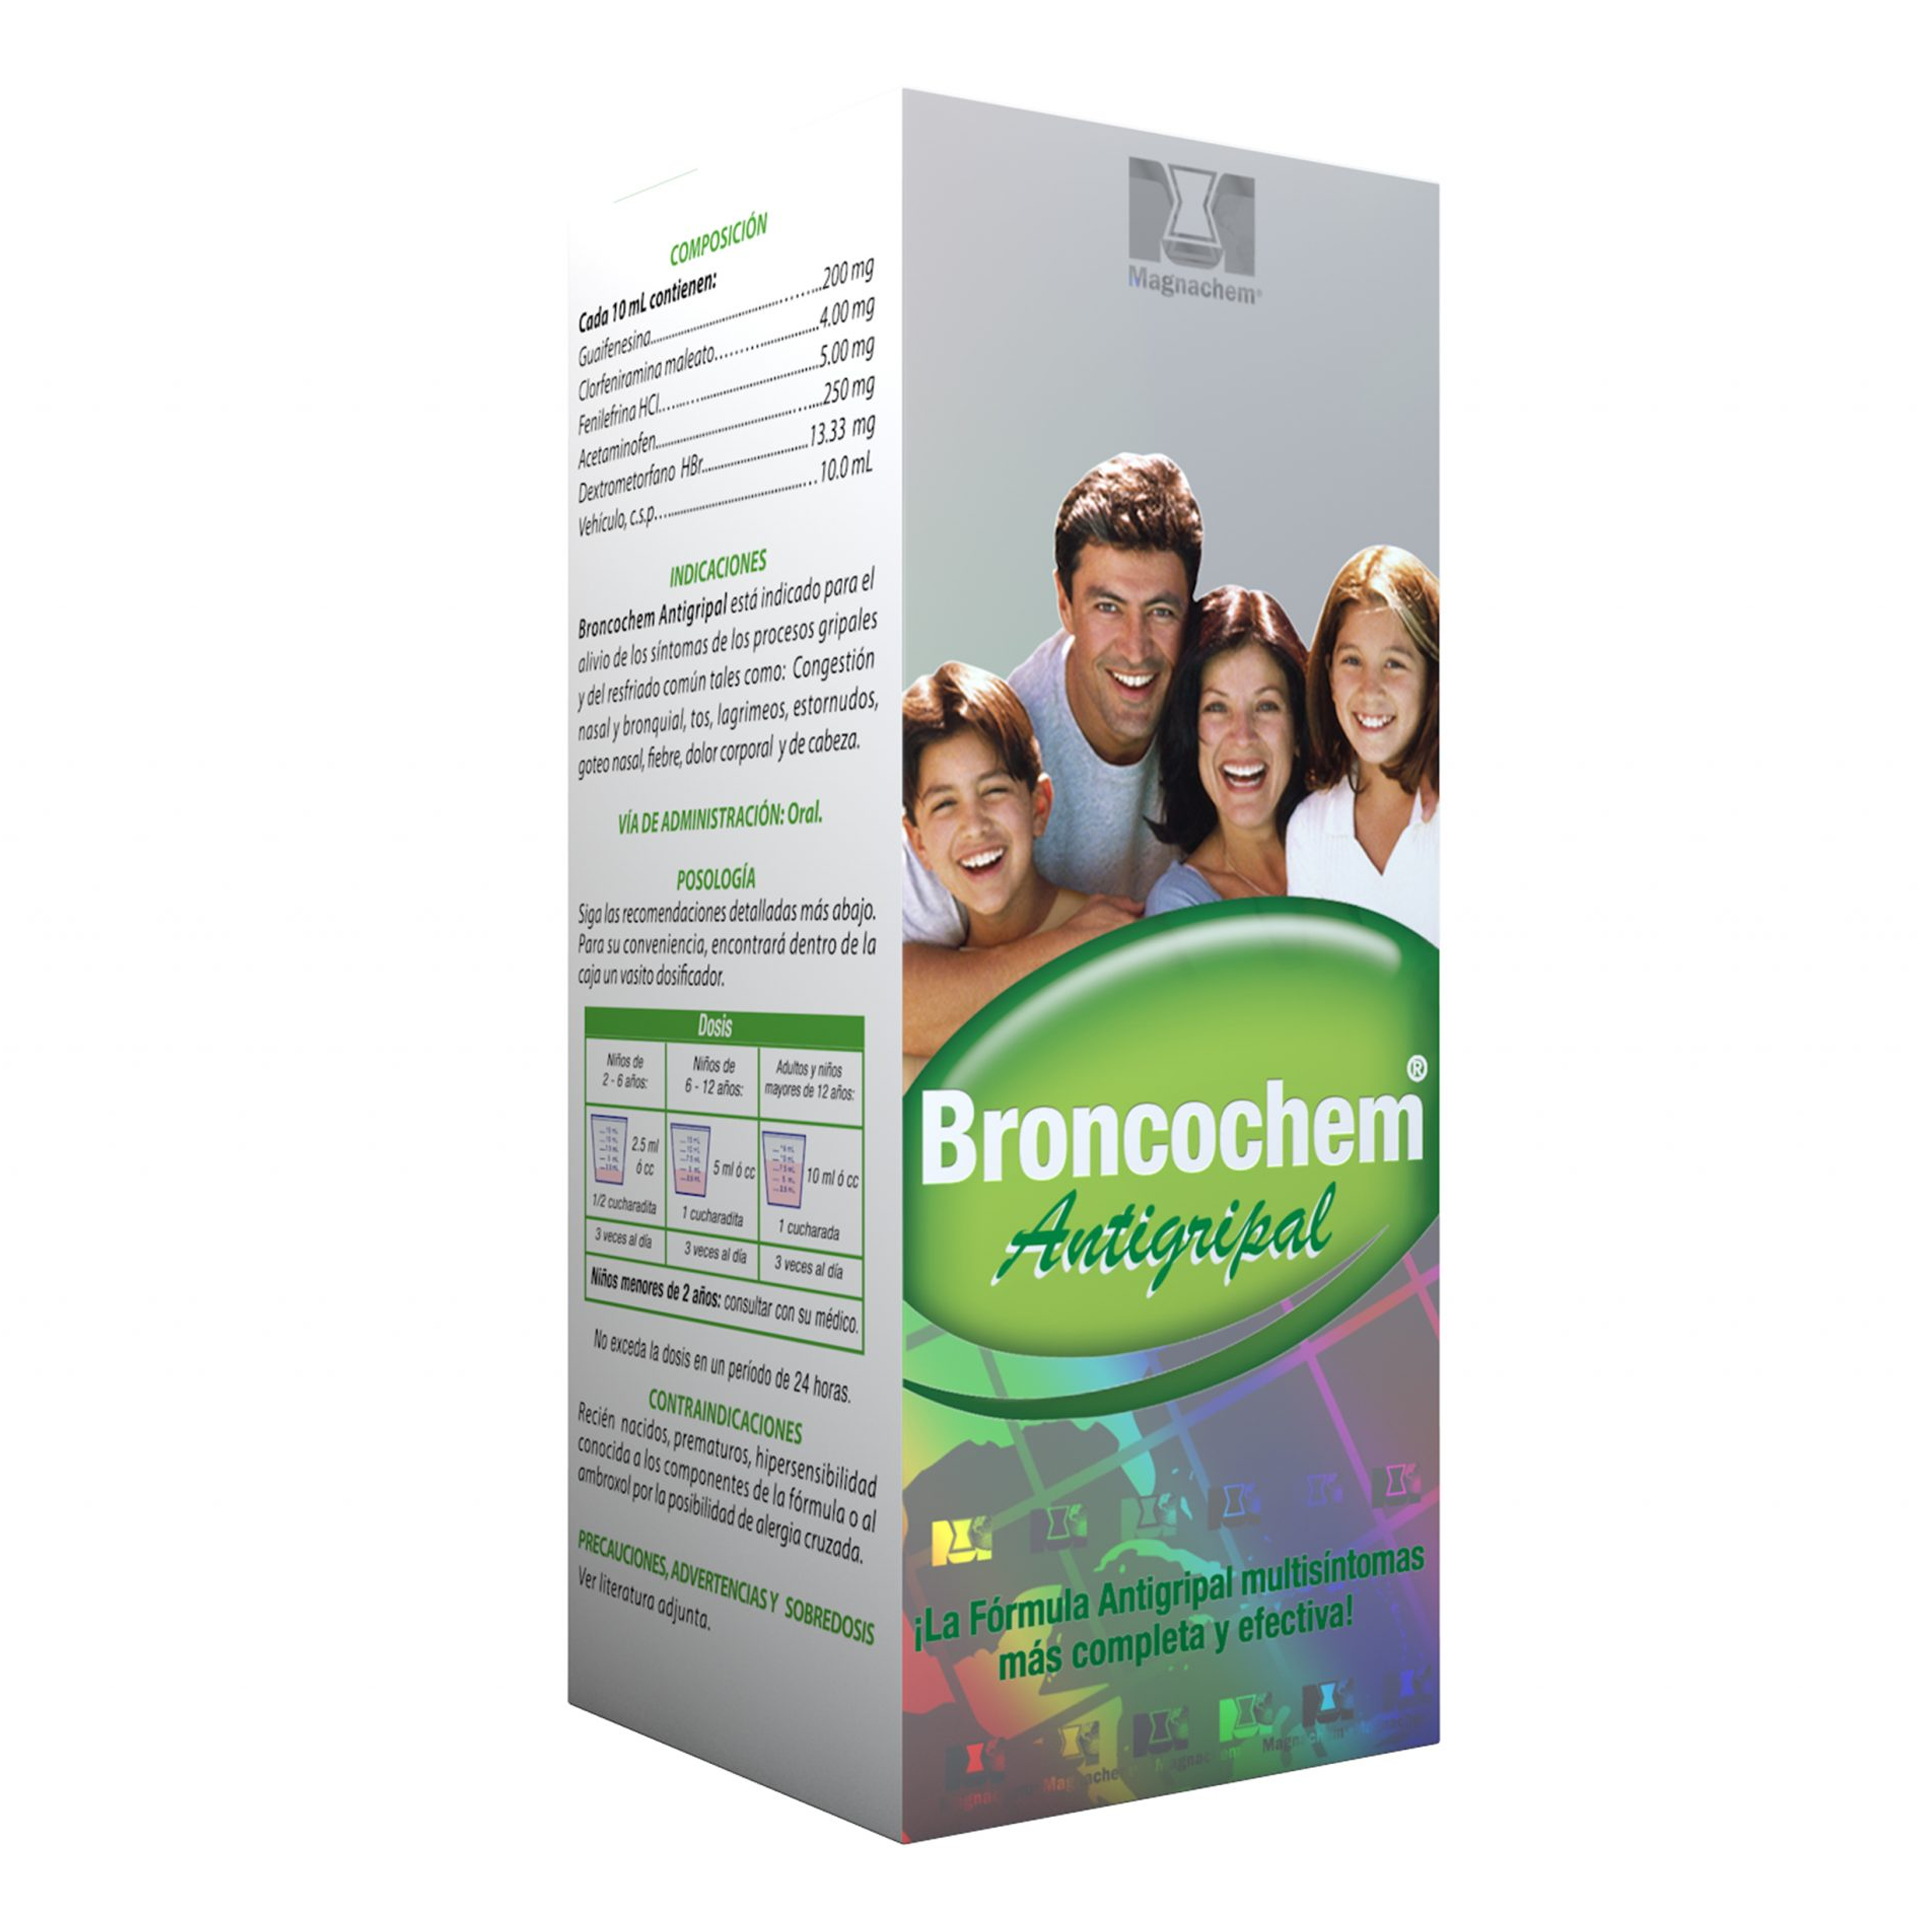 COMPOSICIÓN
Cada 10 mL contienen:
Guaifenesina..........200 mg
Clorfeniramina maleato..........4.00 mg
Fenilefrina HCl..........5.00 mg
Acetaminofen..........250 mg
Dextrometorfano HBr..........13.33 mg
Vehículo, c.s.p..........10.0 mL
INDICACIONES
Broncochem Antigripal está indicado para el
alivio de los síntomas de los procesos gripales
y del resfriado común tales como: Congestión
nasal y bronquial, tos, lagrimeos, estornudos,
goteo nasal, fiebre, dolor corporal y de cabeza.
VÍA DE ADMINISTRACIÓN: Oral.
POSOLOGÍA
Siga las recomendaciones detalladas más abajo.
Para su conveniencia, encontrará dentro de la
caja un vasito dosificador.
Dosis
Niños de
2 - 6 años:
Niños de
6 - 12 años:
Adultos y niños
mayores de 12 años:
2.5 ml
ó cc
1/2 cucharadita
3 veces al día
5 ml ó cc
1 cucharadita
3 veces al día
10 ml ó cc
1 cucharada
3 veces al día
Niños menores de 2 años: consultar con su médico.
No exceda la dosis en un período de 24 horas.
CONTRAINDICACIONES
Recién nacidos, prematuros, hipersensibilidad
conocida a los componentes de la fórmula o al
ambroxol por la posibilidad de alergia cruzada.
PRECAUCIONES, ADVERTENCIAS Y SOBREDOSIS
Ver literatura adjunta.
Magnachem®
Broncochem®
Antigripal
¡La Fórmula Antigripal multisíntomas
más completa y efectiva!